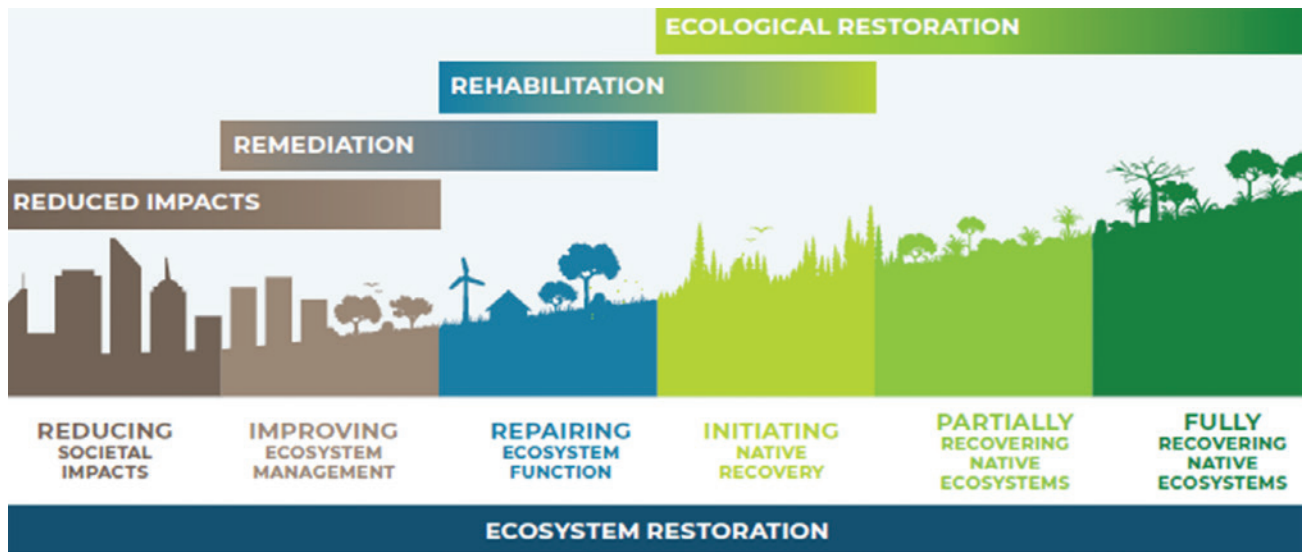 ECOLOGICAL RESTORATION
REHABILITATION
REMEDIATION
REDUCED IMPACTS
REDUCING
SOCIETAL
IMPACTS
IMPROVING
ECOSYSTEM
MANAGEMENT
REPAIRING
ECOSYSTEM
FUNCTION
INITIATING
NATIVE
RECOVERY
PARTIALLY
RECOVERING
NATIVE
ECOSYSTEMS
FULLY
RECOVERING
NATIVE
ECOSYSTEMS
ECOSYSTEM RESTORATION